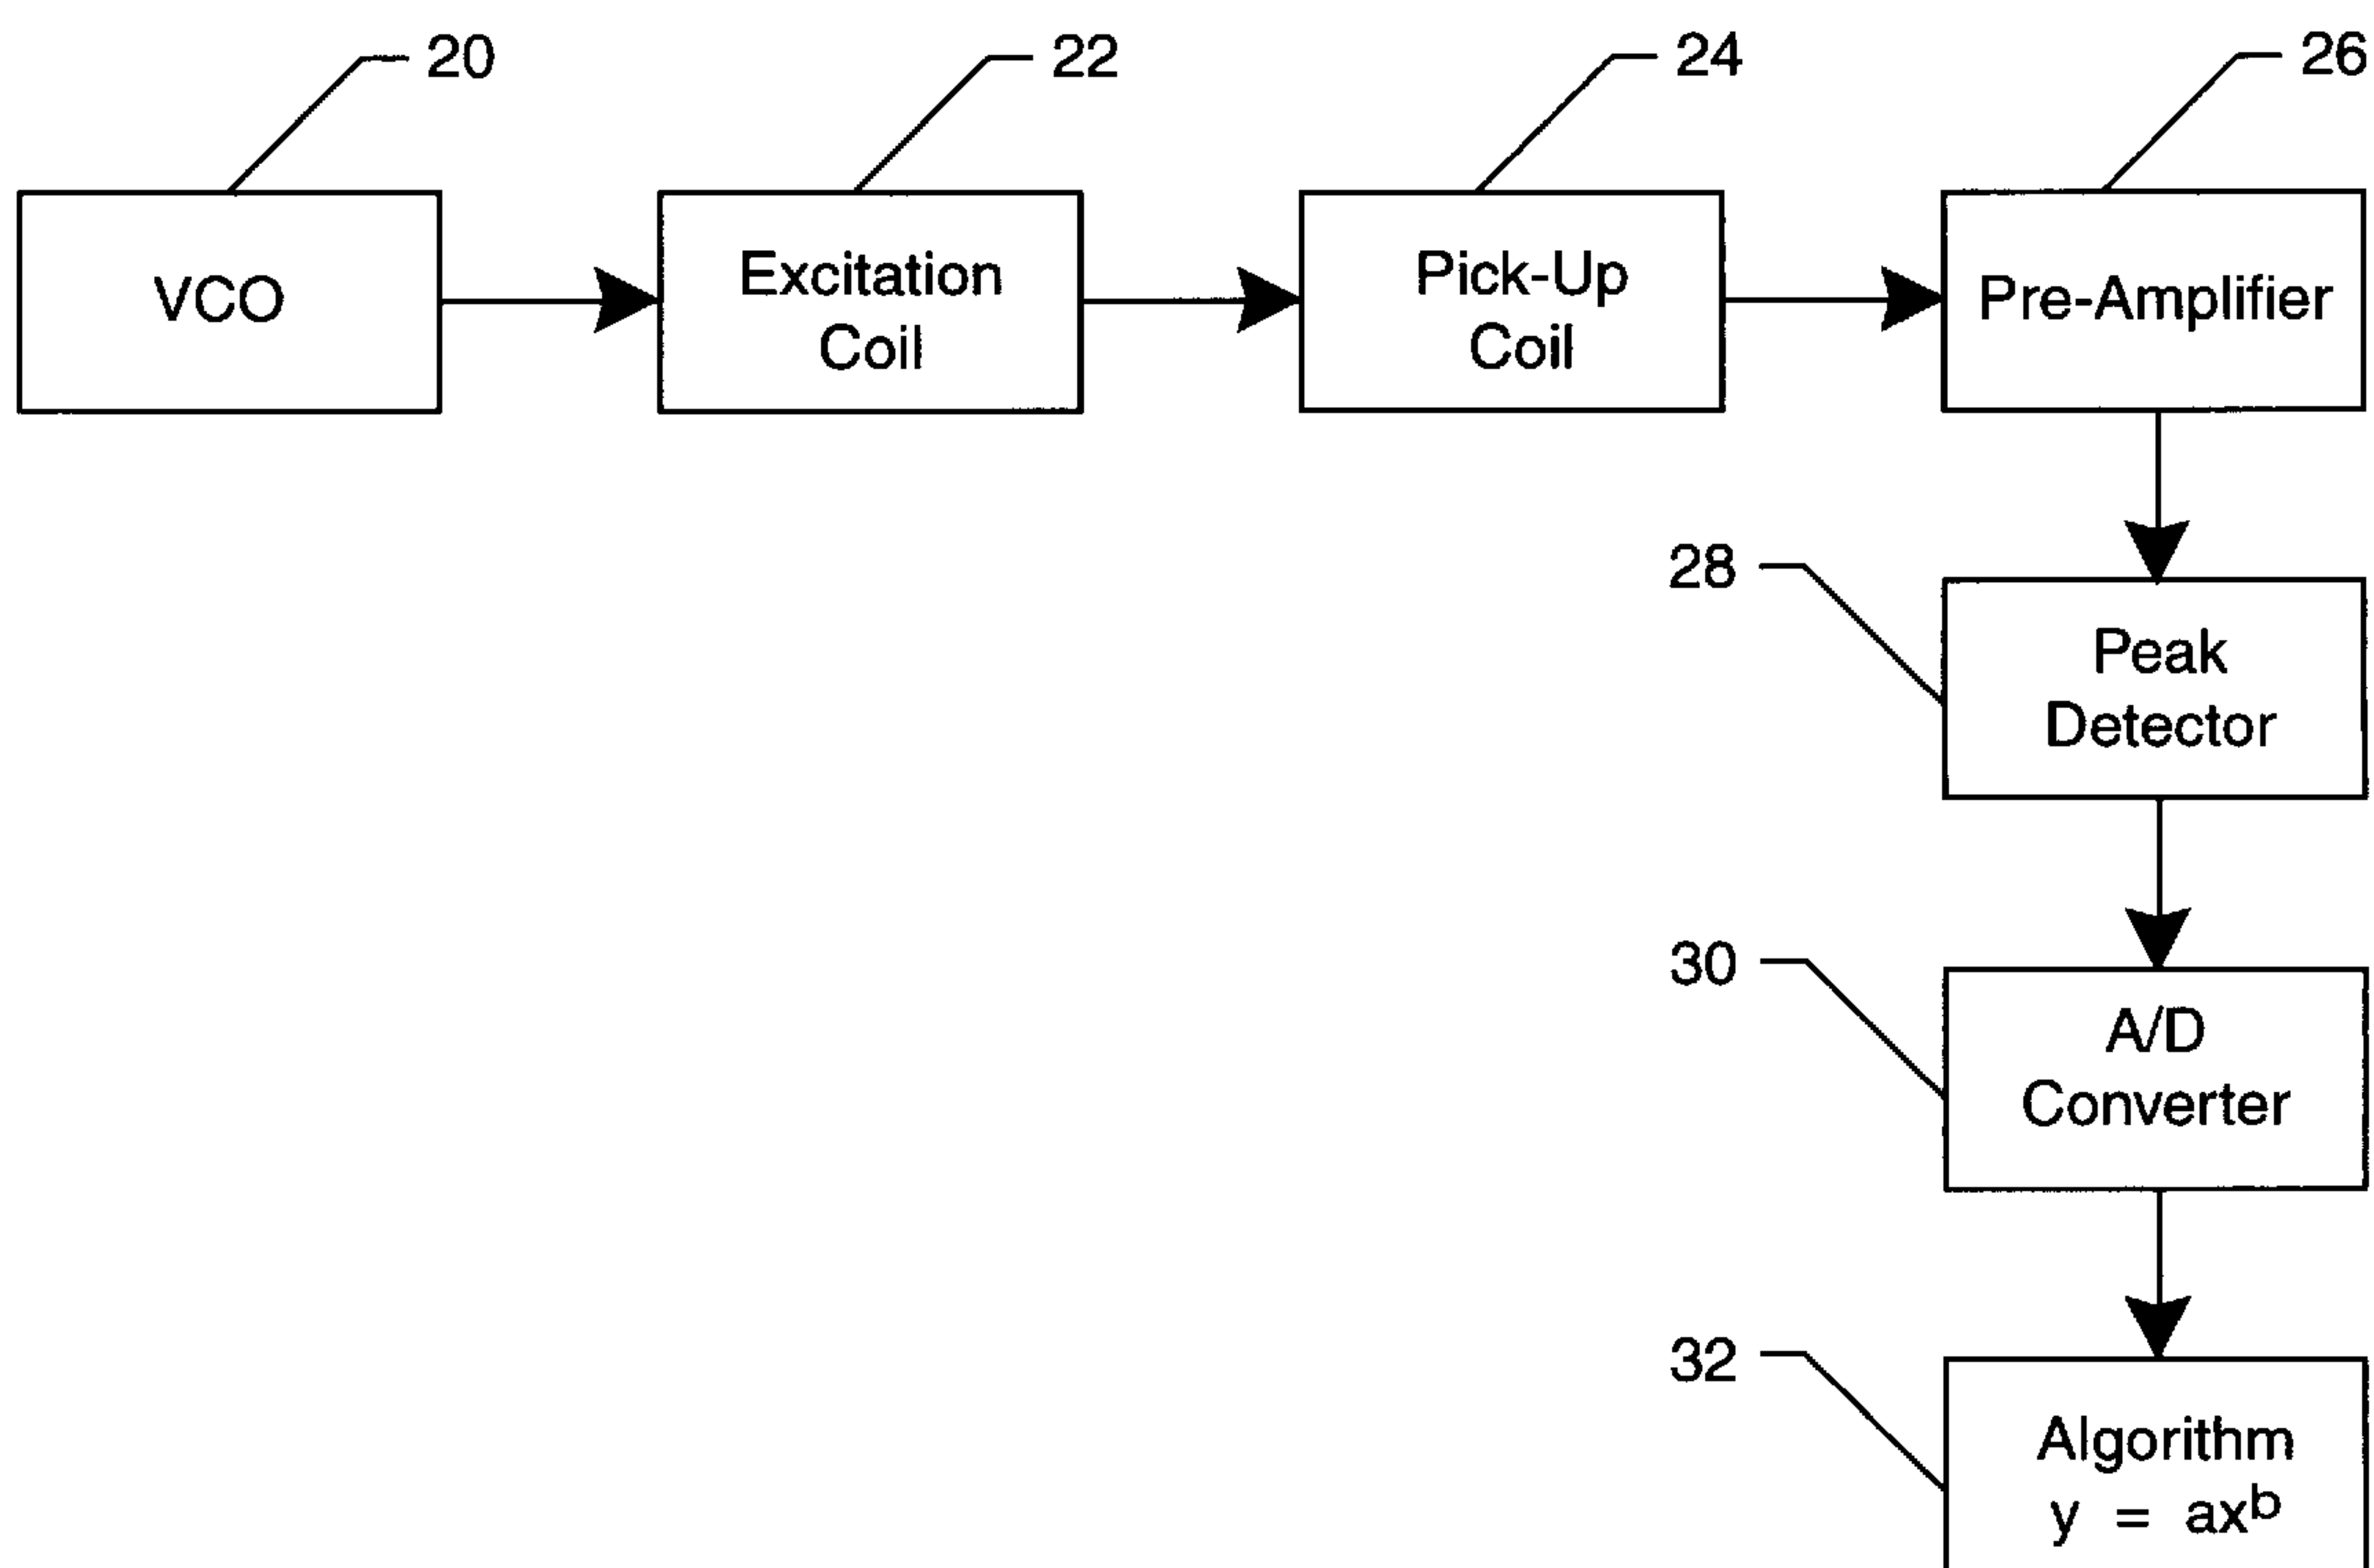 20
22
24
26
VCO
Excitation
Coil
Pick-Up
Coil
Pre-Amplifier
28
Peak
Detector
30
A/D
Converter
32
Algorithm
y = ax^b